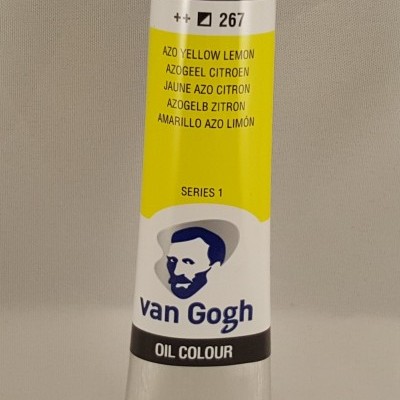 ++ 267
AZO YELLOW LEMON
AZOGEEL CITROEN
JAUNE AZO CITRON
AZOGELB ZITRON
AMARILLO AZO LIMÓN
SERIES 1
van Gogh
OIL COLOUR